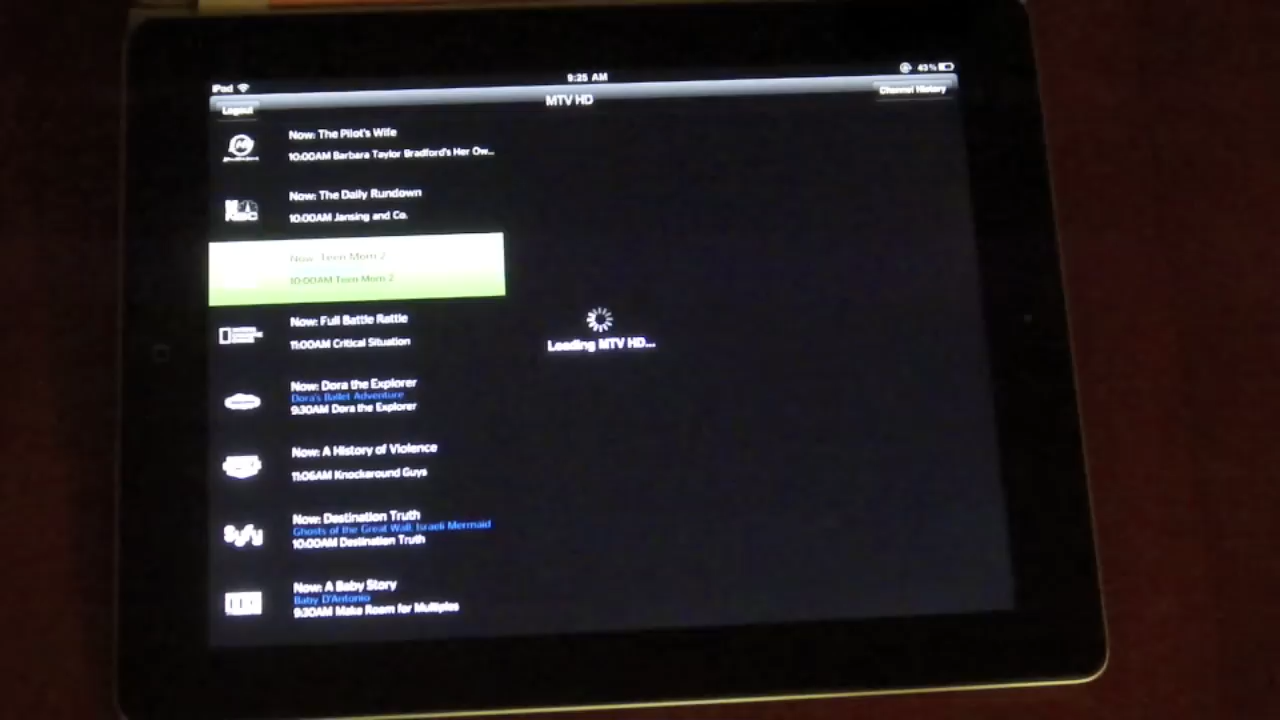 iPad
9:25 AM
43%
Logout
MTV HD
Channel History
Now: The Pilot's Wife
10:00AM Barbara Taylor Bradford's Her Ow...
Now: The Daily Rundown
10:00AM Jansing and Co.
Now: Teen Mom 2
10:00AM Teen Mom 2
Now: Full Battle Rattle
11:00AM Critical Situation
Loading MTV HD...
Now: Dora the Explorer
Dora's Ballet Adventure
9:30AM Dora the Explorer
Now: A History of Violence
11:05AM Knockaround Guys
Syfy
Now: Destination Truth
Ghosts of the Great Wall; Israeli Mermaid
10:00AM Destination Truth
Now: A Baby Story
Baby D'Antonio
9:30AM Make Room for Multiples